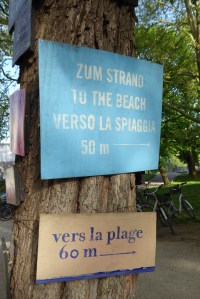 ZUM STRAND
TO THE BEACH
VERSO LA SPIAGGIA
50 m
vers la plage
60 m